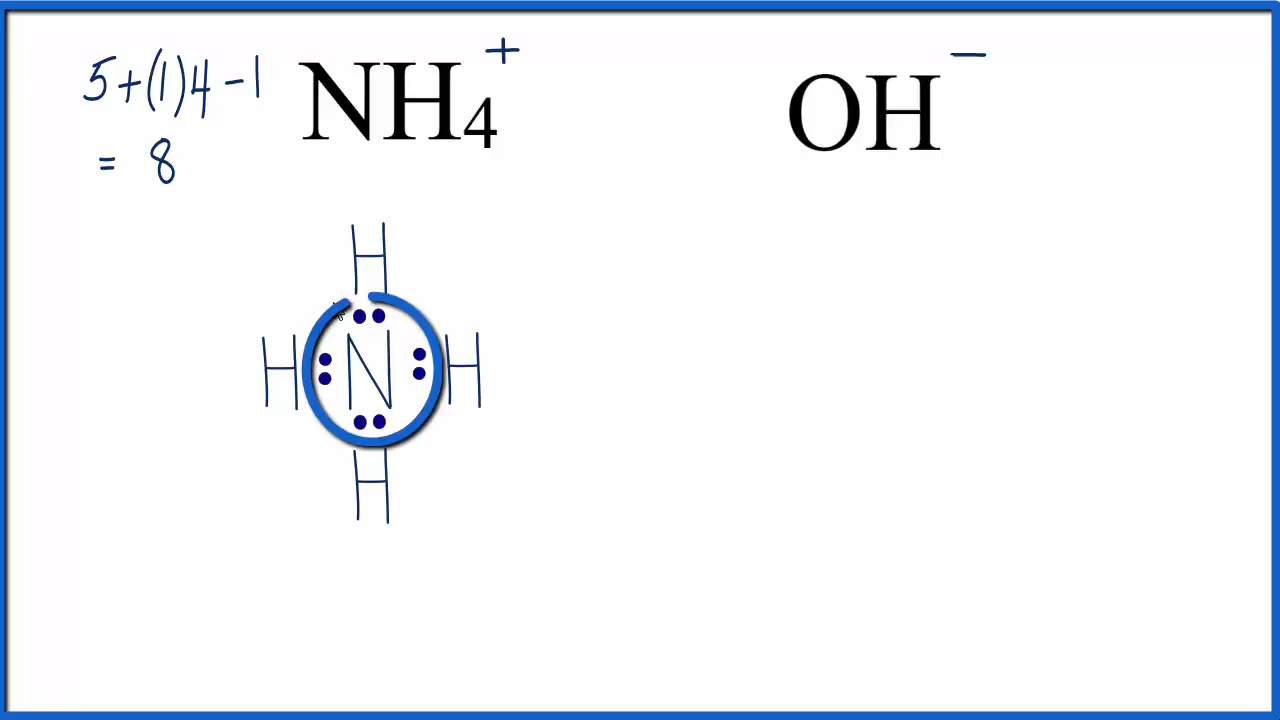 5+(1)4-1 NH₄⁺ OH⁻
= 8
H
H N H
H